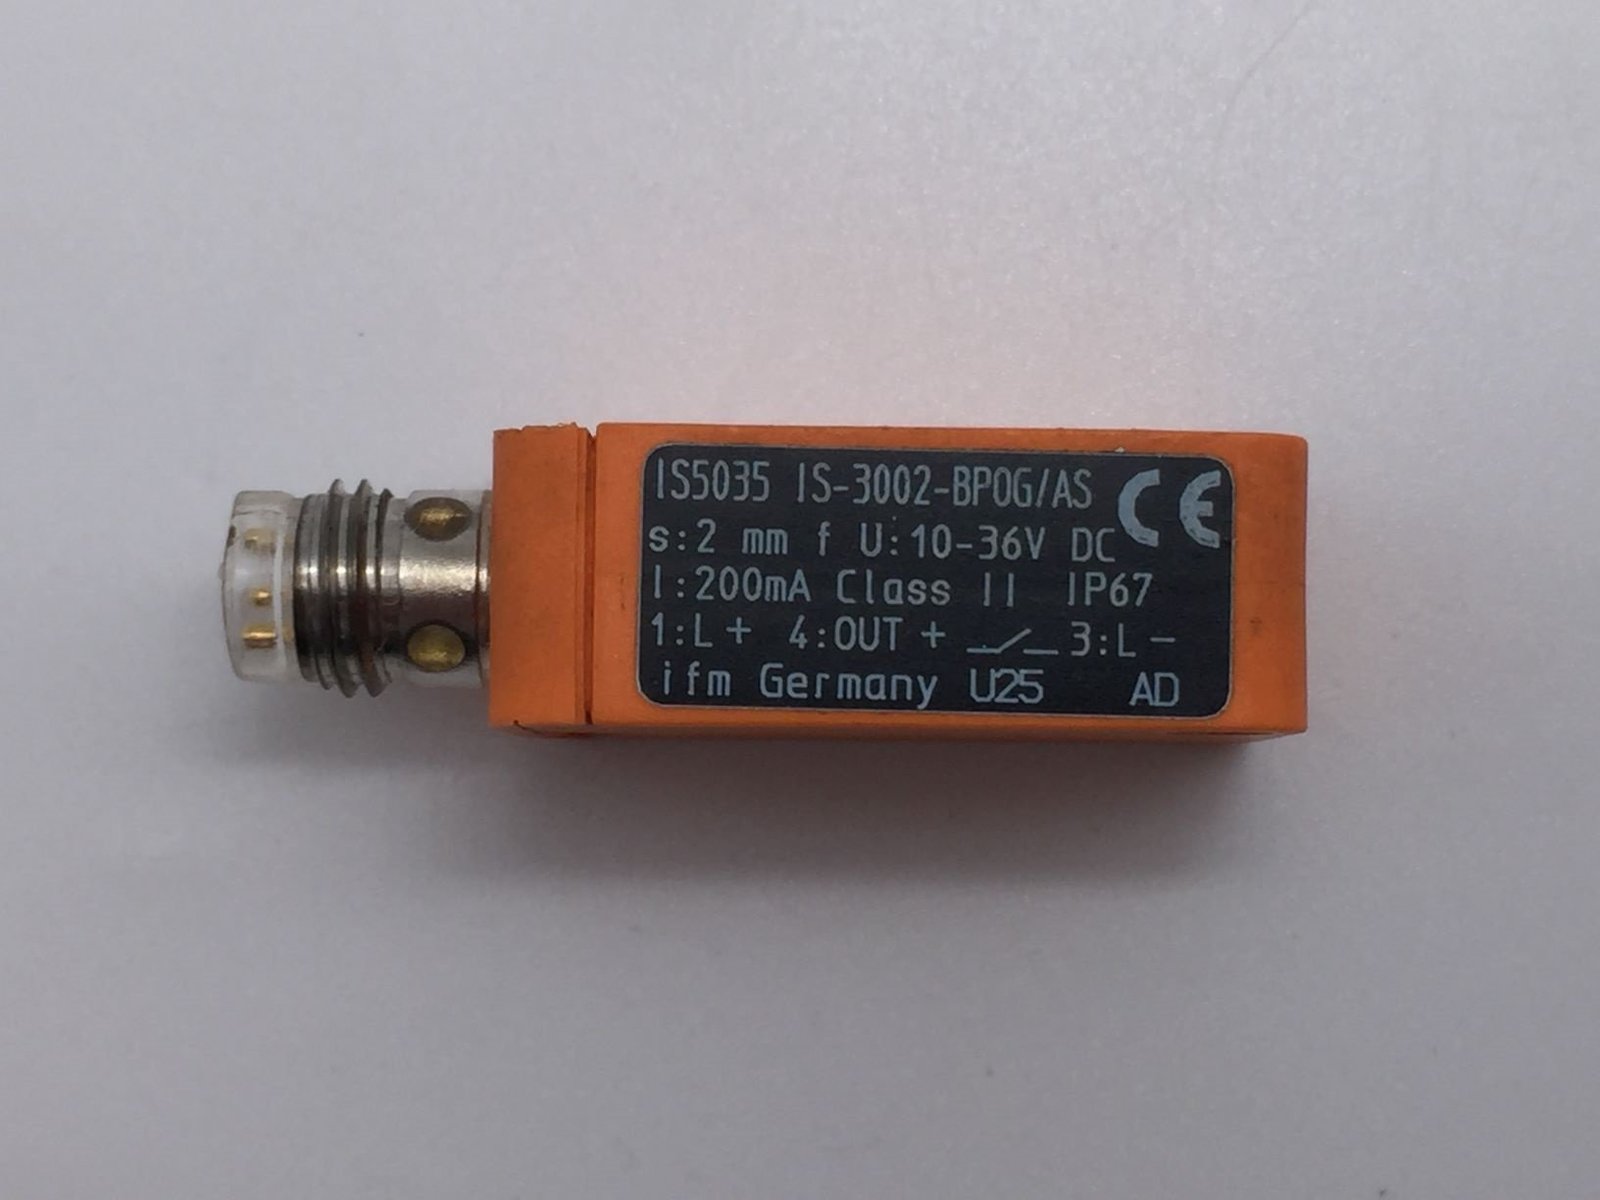 IS5035 IS-3002-BPOG/AS CE
s:2 mm f U:10-36V DC
I:200mA Class II IP67
1:L+ 4:OUT + 3:L-
ifm Germany U25 AD